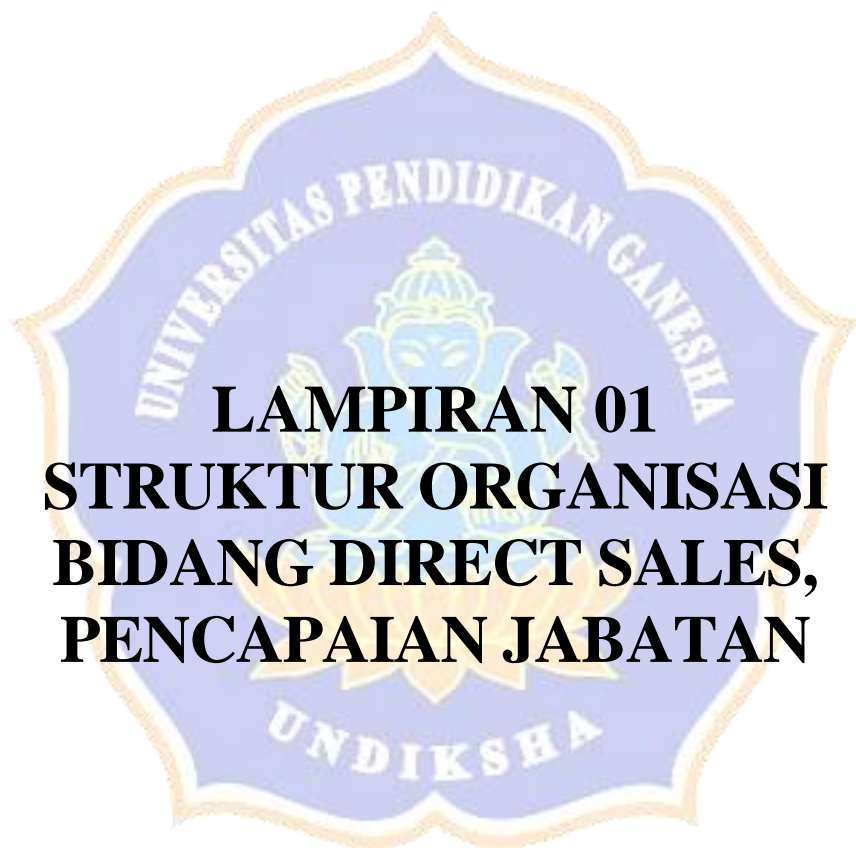 UNIVERSITAS PENDIDIKAN GANESHA
LAMPIRAN 01
STRUKTUR ORGANISASI
BIDANG DIRECT SALES,
PENCAPAIAN JABATAN
UNDIKSHA